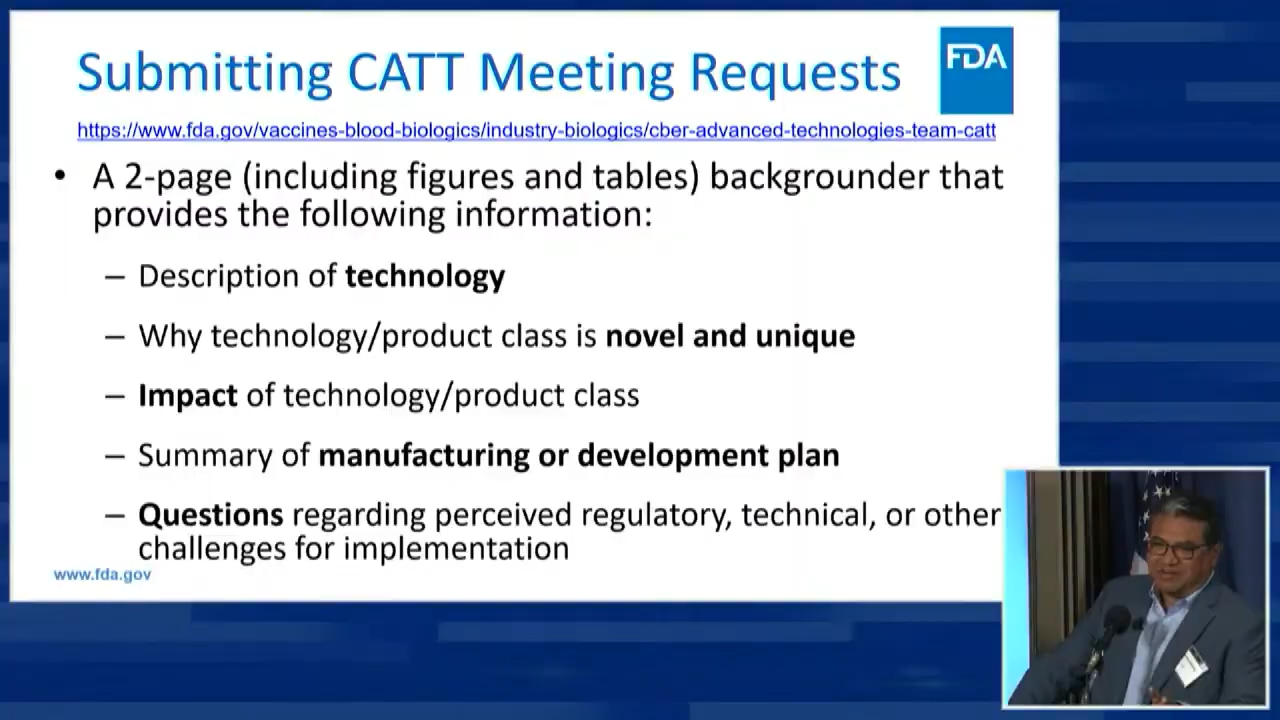 Submitting CATT Meeting Requests
FDA
https://www.fda.gov/vaccines-blood-biologics/industry-biologics/cber-advanced-technologies-team-catt
• A 2-page (including figures and tables) backgrounder that
provides the following information:
– Description of technology
– Why technology/product class is novel and unique
– Impact of technology/product class
– Summary of manufacturing or development plan
– Questions regarding perceived regulatory, technical, or other
challenges for implementation
www.fda.gov